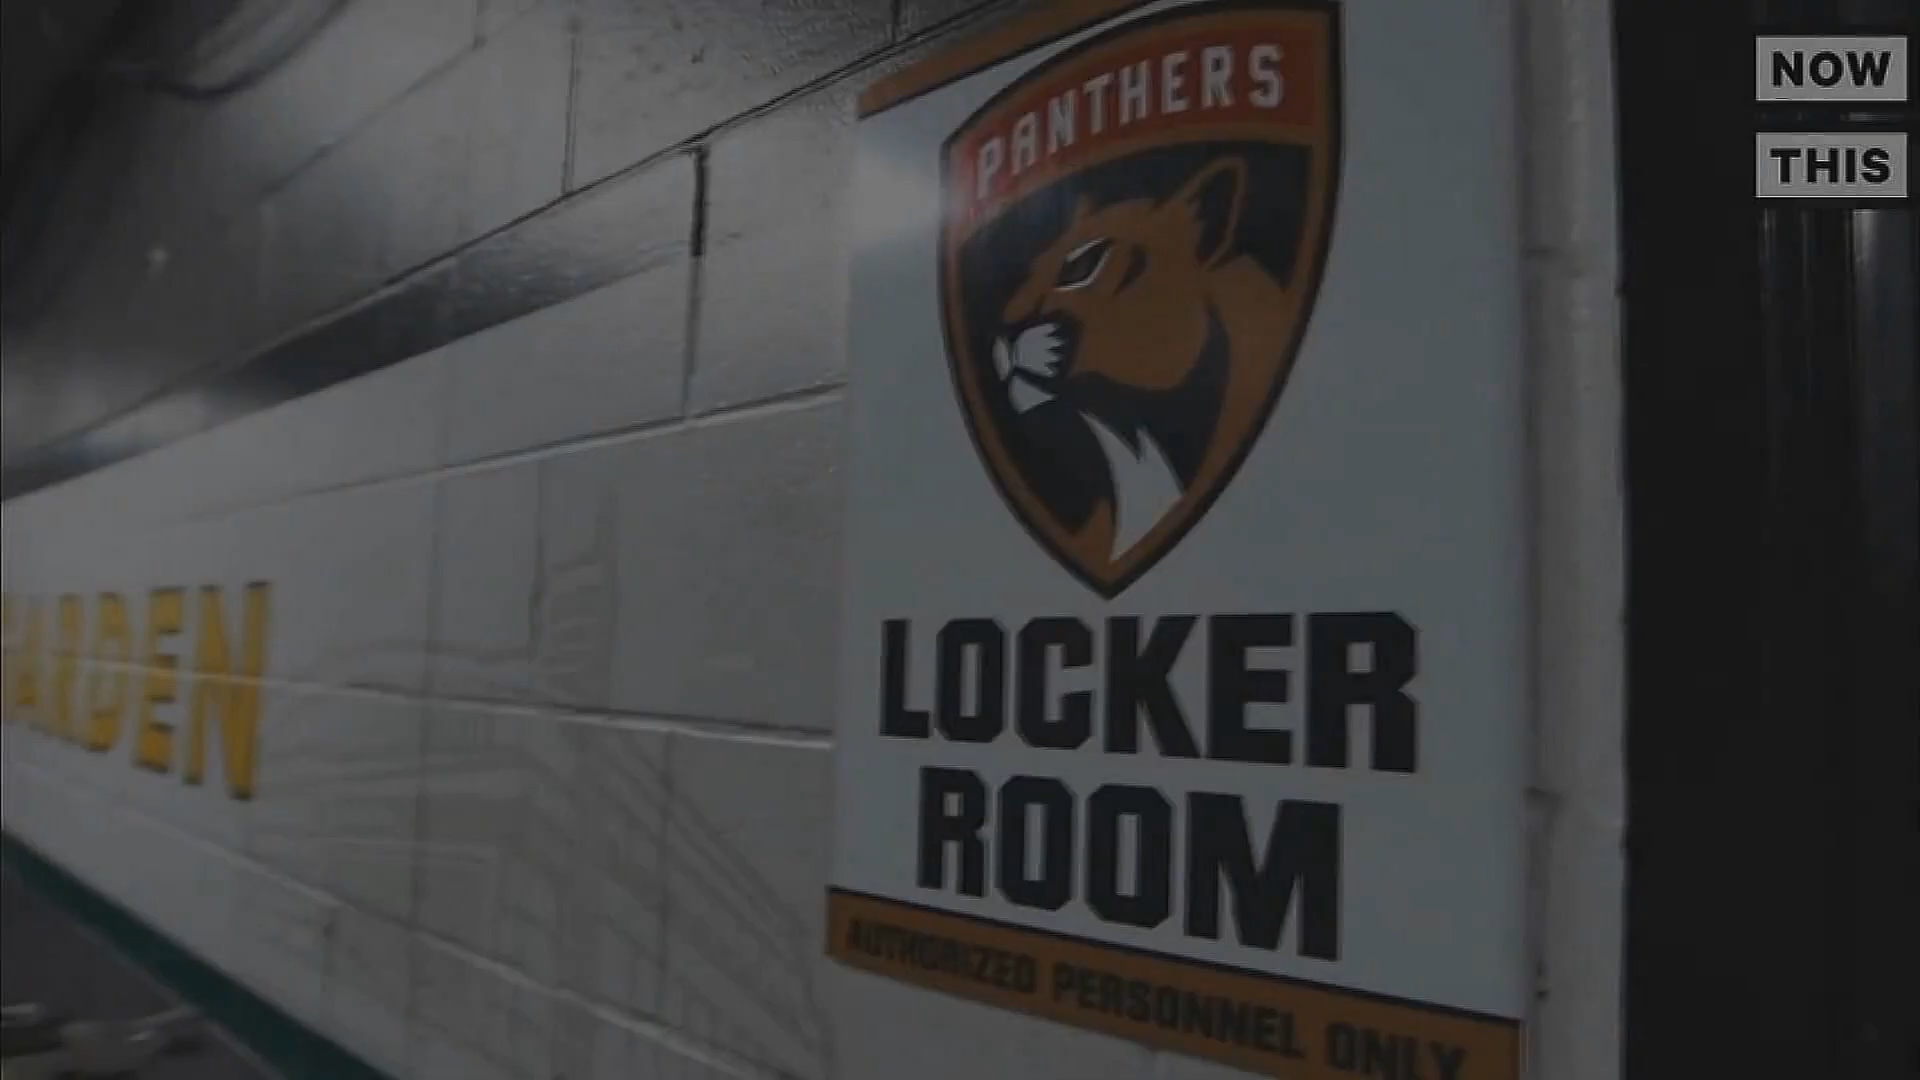 NOW
THIS
PANTHERS
LOCKER
ROOM
AUTHORIZED PERSONNEL ONLY
ARDEN